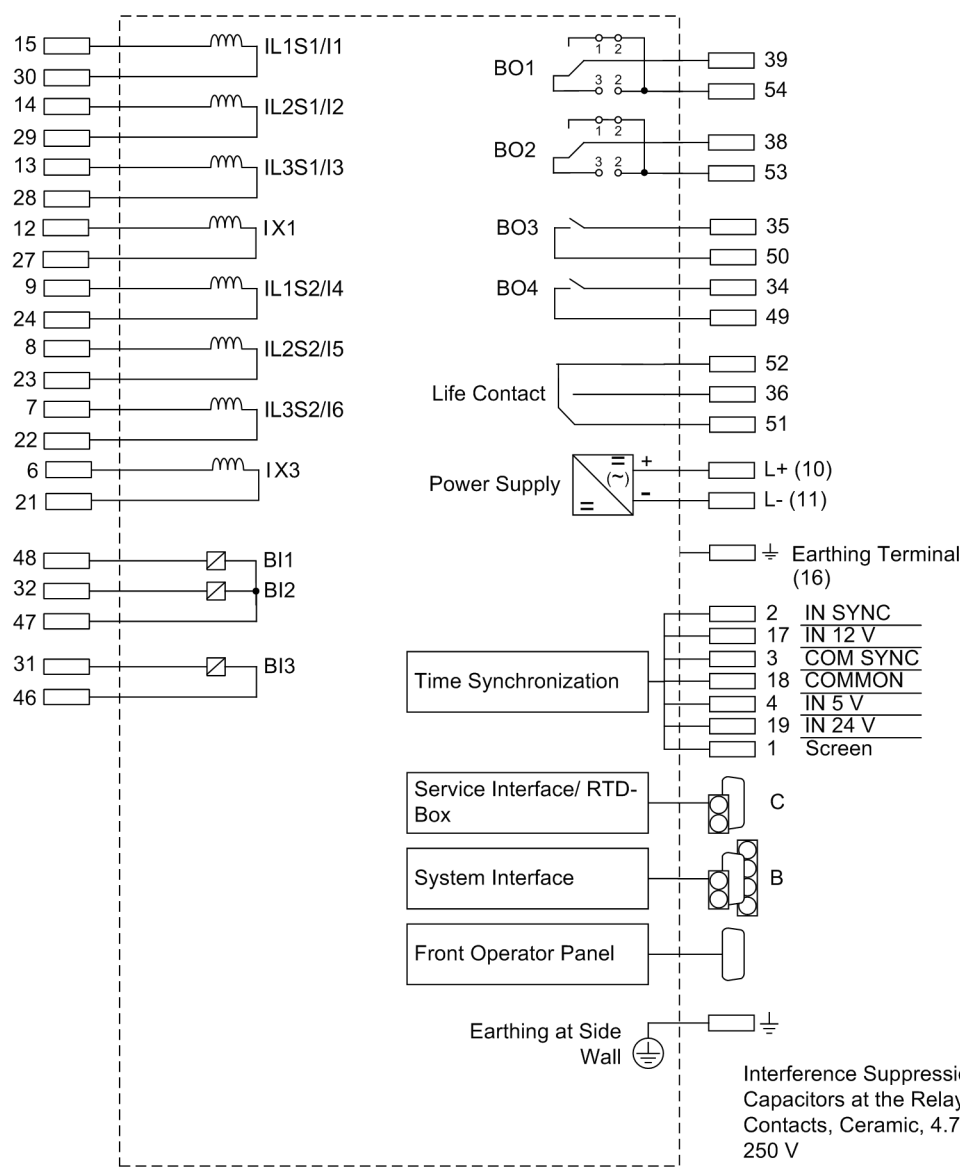 15 IL1S1/I1
30
14 IL2S1/I2
29
13 IL3S1/I3
28
12 IX1
27
9 IL1S2/I4
24
8 IL2S2/I5
23
7 IL3S2/I6
22
6 IX3
21
48 BI1
32 BI2
47
31 BI3
46
1 2
BO1 39
3 2
54
1 2
BO2 38
3 2
53
BO3 35
50
BO4 34
49
52
Life Contact 36
51
Power Supply = (~) = + L+ (10)
- L- (11)
Earthing Terminal
(16)
2 IN SYNC
17 IN 12 V
3 COM SYNC
Time Synchronization 18 COMMON
4 IN 5 V
19 IN 24 V
1 Screen
Service Interface/ RTD-
Box
C
System Interface B
Front Operator Panel
Earthing at Side
Wall
Interference Suppressi
Capacitors at the Relay
Contacts, Ceramic, 4.7
250 V